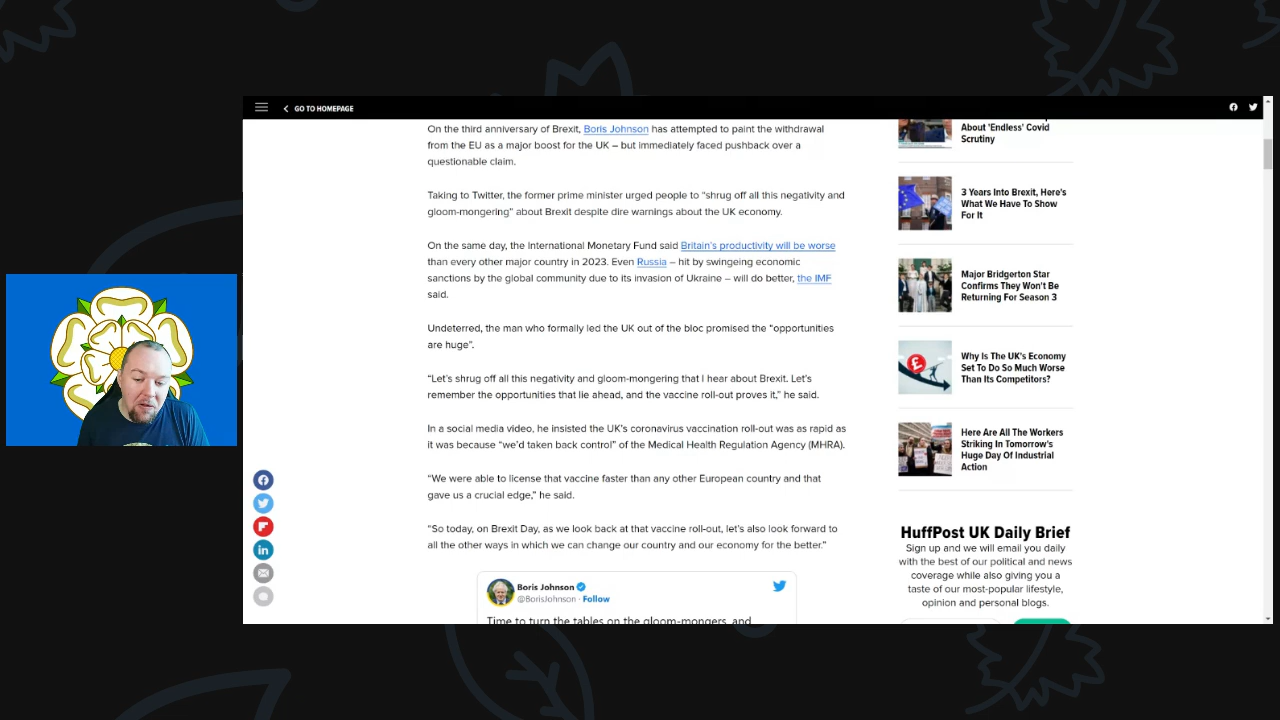 GO TO HOMEPAGE
On the third anniversary of Brexit, Boris Johnson has attempted to paint the withdrawal
from the EU as a major boost for the UK – but immediately faced pushback over a
questionable claim.
Taking to Twitter, the former prime minister urged people to “shrug off all this negativity and
gloom-mongering” about Brexit despite dire warnings about the UK economy.
On the same day, the International Monetary Fund said Britain’s productivity will be worse
than every other major country in 2023. Even Russia – hit by swingeing economic
sanctions by the global community due to its invasion of Ukraine – will do better, the IMF
said.
Undeterred, the man who formally led the UK out of the bloc promised the “opportunities
are huge”.
“Let’s shrug off all this negativity and gloom-mongering that I hear about Brexit. Let’s
remember the opportunities that lie ahead, and the vaccine roll-out proves it,” he said.
In a social media video, he insisted the UK’s coronavirus vaccination roll-out was as rapid as
it was because “we’d taken back control” of the Medical Health Regulation Agency (MHRA).
“We were able to license that vaccine faster than any other European country and that
gave us a crucial edge,” he said.
“So today, on Brexit Day, as we look back at that vaccine roll-out, let’s also look forward to
all the other ways in which we can change our country and our economy for the better.”
Boris Johnson
@BorisJohnson · Follow
Time to turn the tables on the gloom-mongers, and
About 'Endless' Covid
Scrutiny
3 Years Into Brexit, Here's
What We Have To Show
For It
Major Bridgerton Star
Confirms They Won't Be
Returning For Season 3
Why Is The UK's Economy
Set To Do So Much Worse
Than Its Competitors?
Here Are All The Workers
Striking In Tomorrow's
Huge Day Of Industrial
Action
HuffPost UK Daily Brief
Sign up and we will email you daily
with the best of our political and news
coverage while also giving you a
taste of our most-popular lifestyle,
opinion and personal blogs.